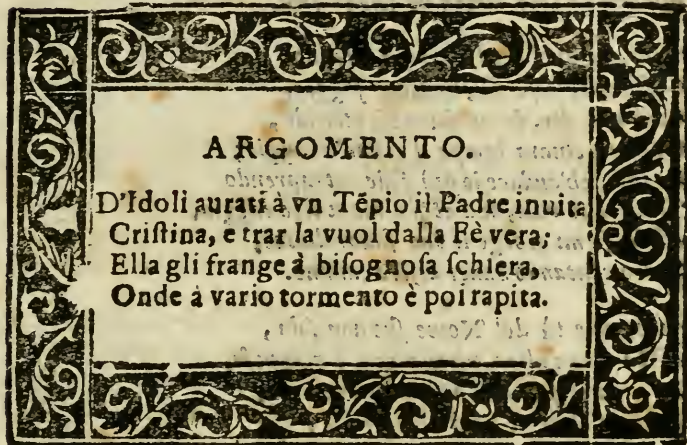 ARGOMENTO.
D'Idoli aurati à vn Tẽpio il Padre inuita
Criſtina, e trar la vuol dalla Fè vera;
Ella gli frange à biſognoſa ſchiera,
Onde à vario tormento è poi rapita.